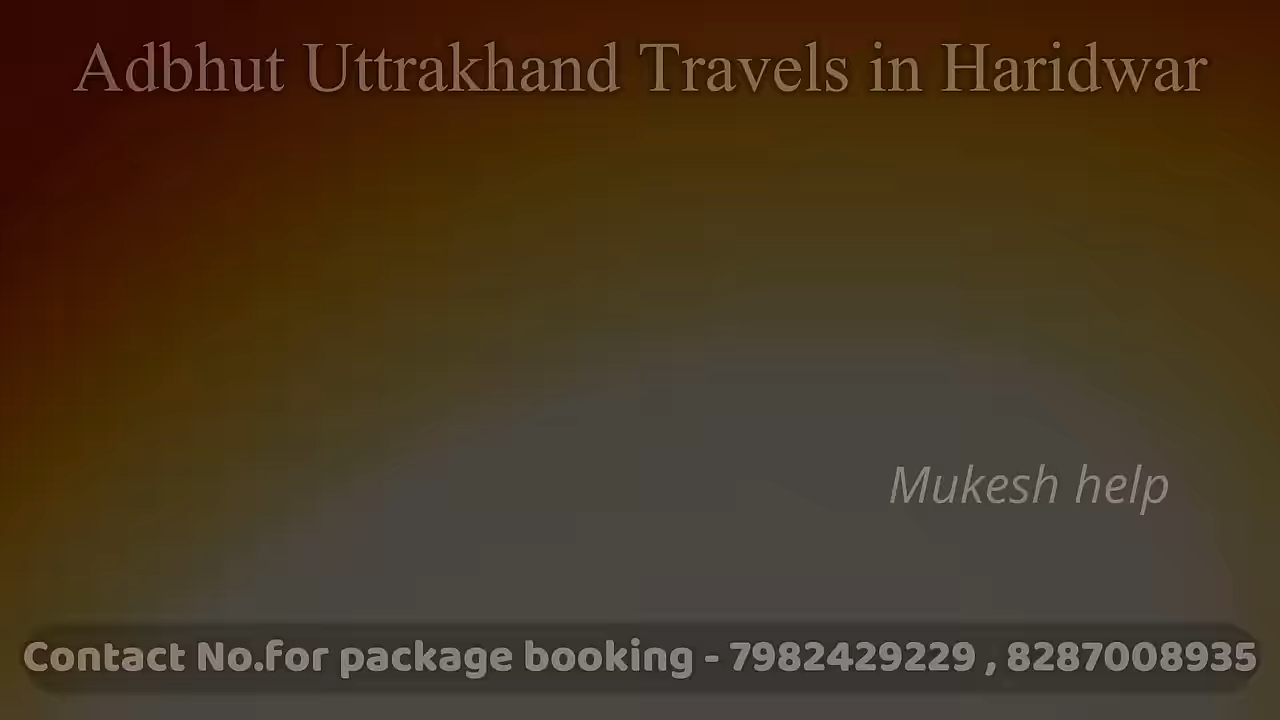 Adbhut Uttrakhand Travels in Haridwar
Mukesh help
Contact No.for package booking - 7982429229 , 8287008935